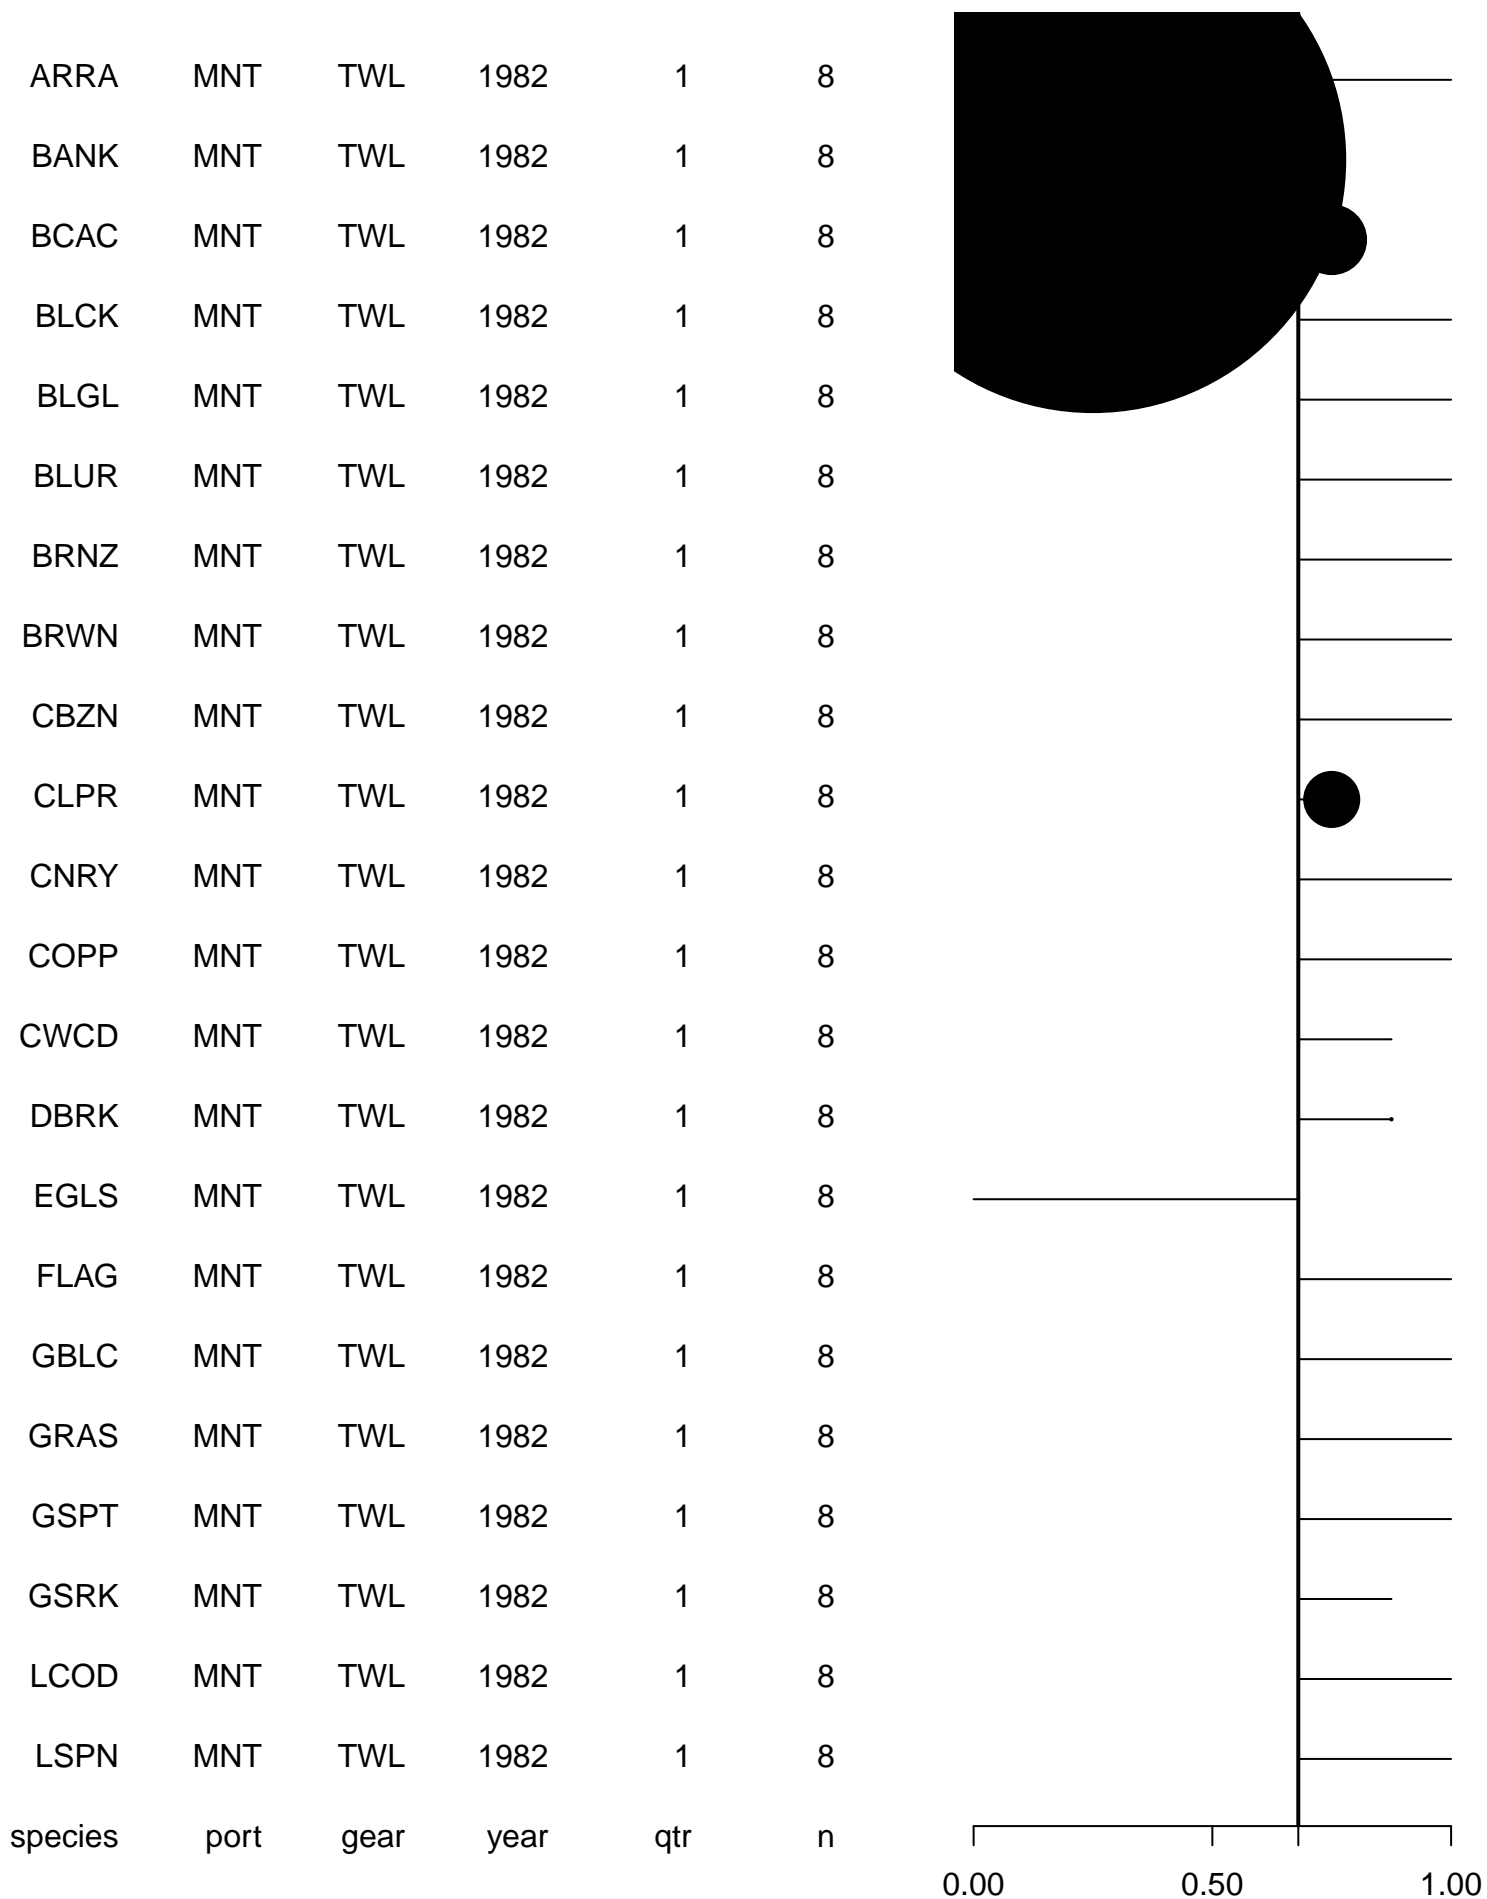 ARRA MNT TWL 1982 1 8
BANK MNT TWL 1982 1 8
BCAC MNT TWL 1982 1 8
BLCK MNT TWL 1982 1 8
BLGL MNT TWL 1982 1 8
BLUR MNT TWL 1982 1 8
BRNZ MNT TWL 1982 1 8
BRWN MNT TWL 1982 1 8
CBZN MNT TWL 1982 1 8
CLPR MNT TWL 1982 1 8
CNRY MNT TWL 1982 1 8
COPP MNT TWL 1982 1 8
CWCD MNT TWL 1982 1 8
DBRK MNT TWL 1982 1 8
EGLS MNT TWL 1982 1 8
FLAG MNT TWL 1982 1 8
GBLC MNT TWL 1982 1 8
GRAS MNT TWL 1982 1 8
GSPT MNT TWL 1982 1 8
GSRK MNT TWL 1982 1 8
LCOD MNT TWL 1982 1 8
LSPN MNT TWL 1982 1 8
species port gear year qtr n
0.00 0.50 1.00